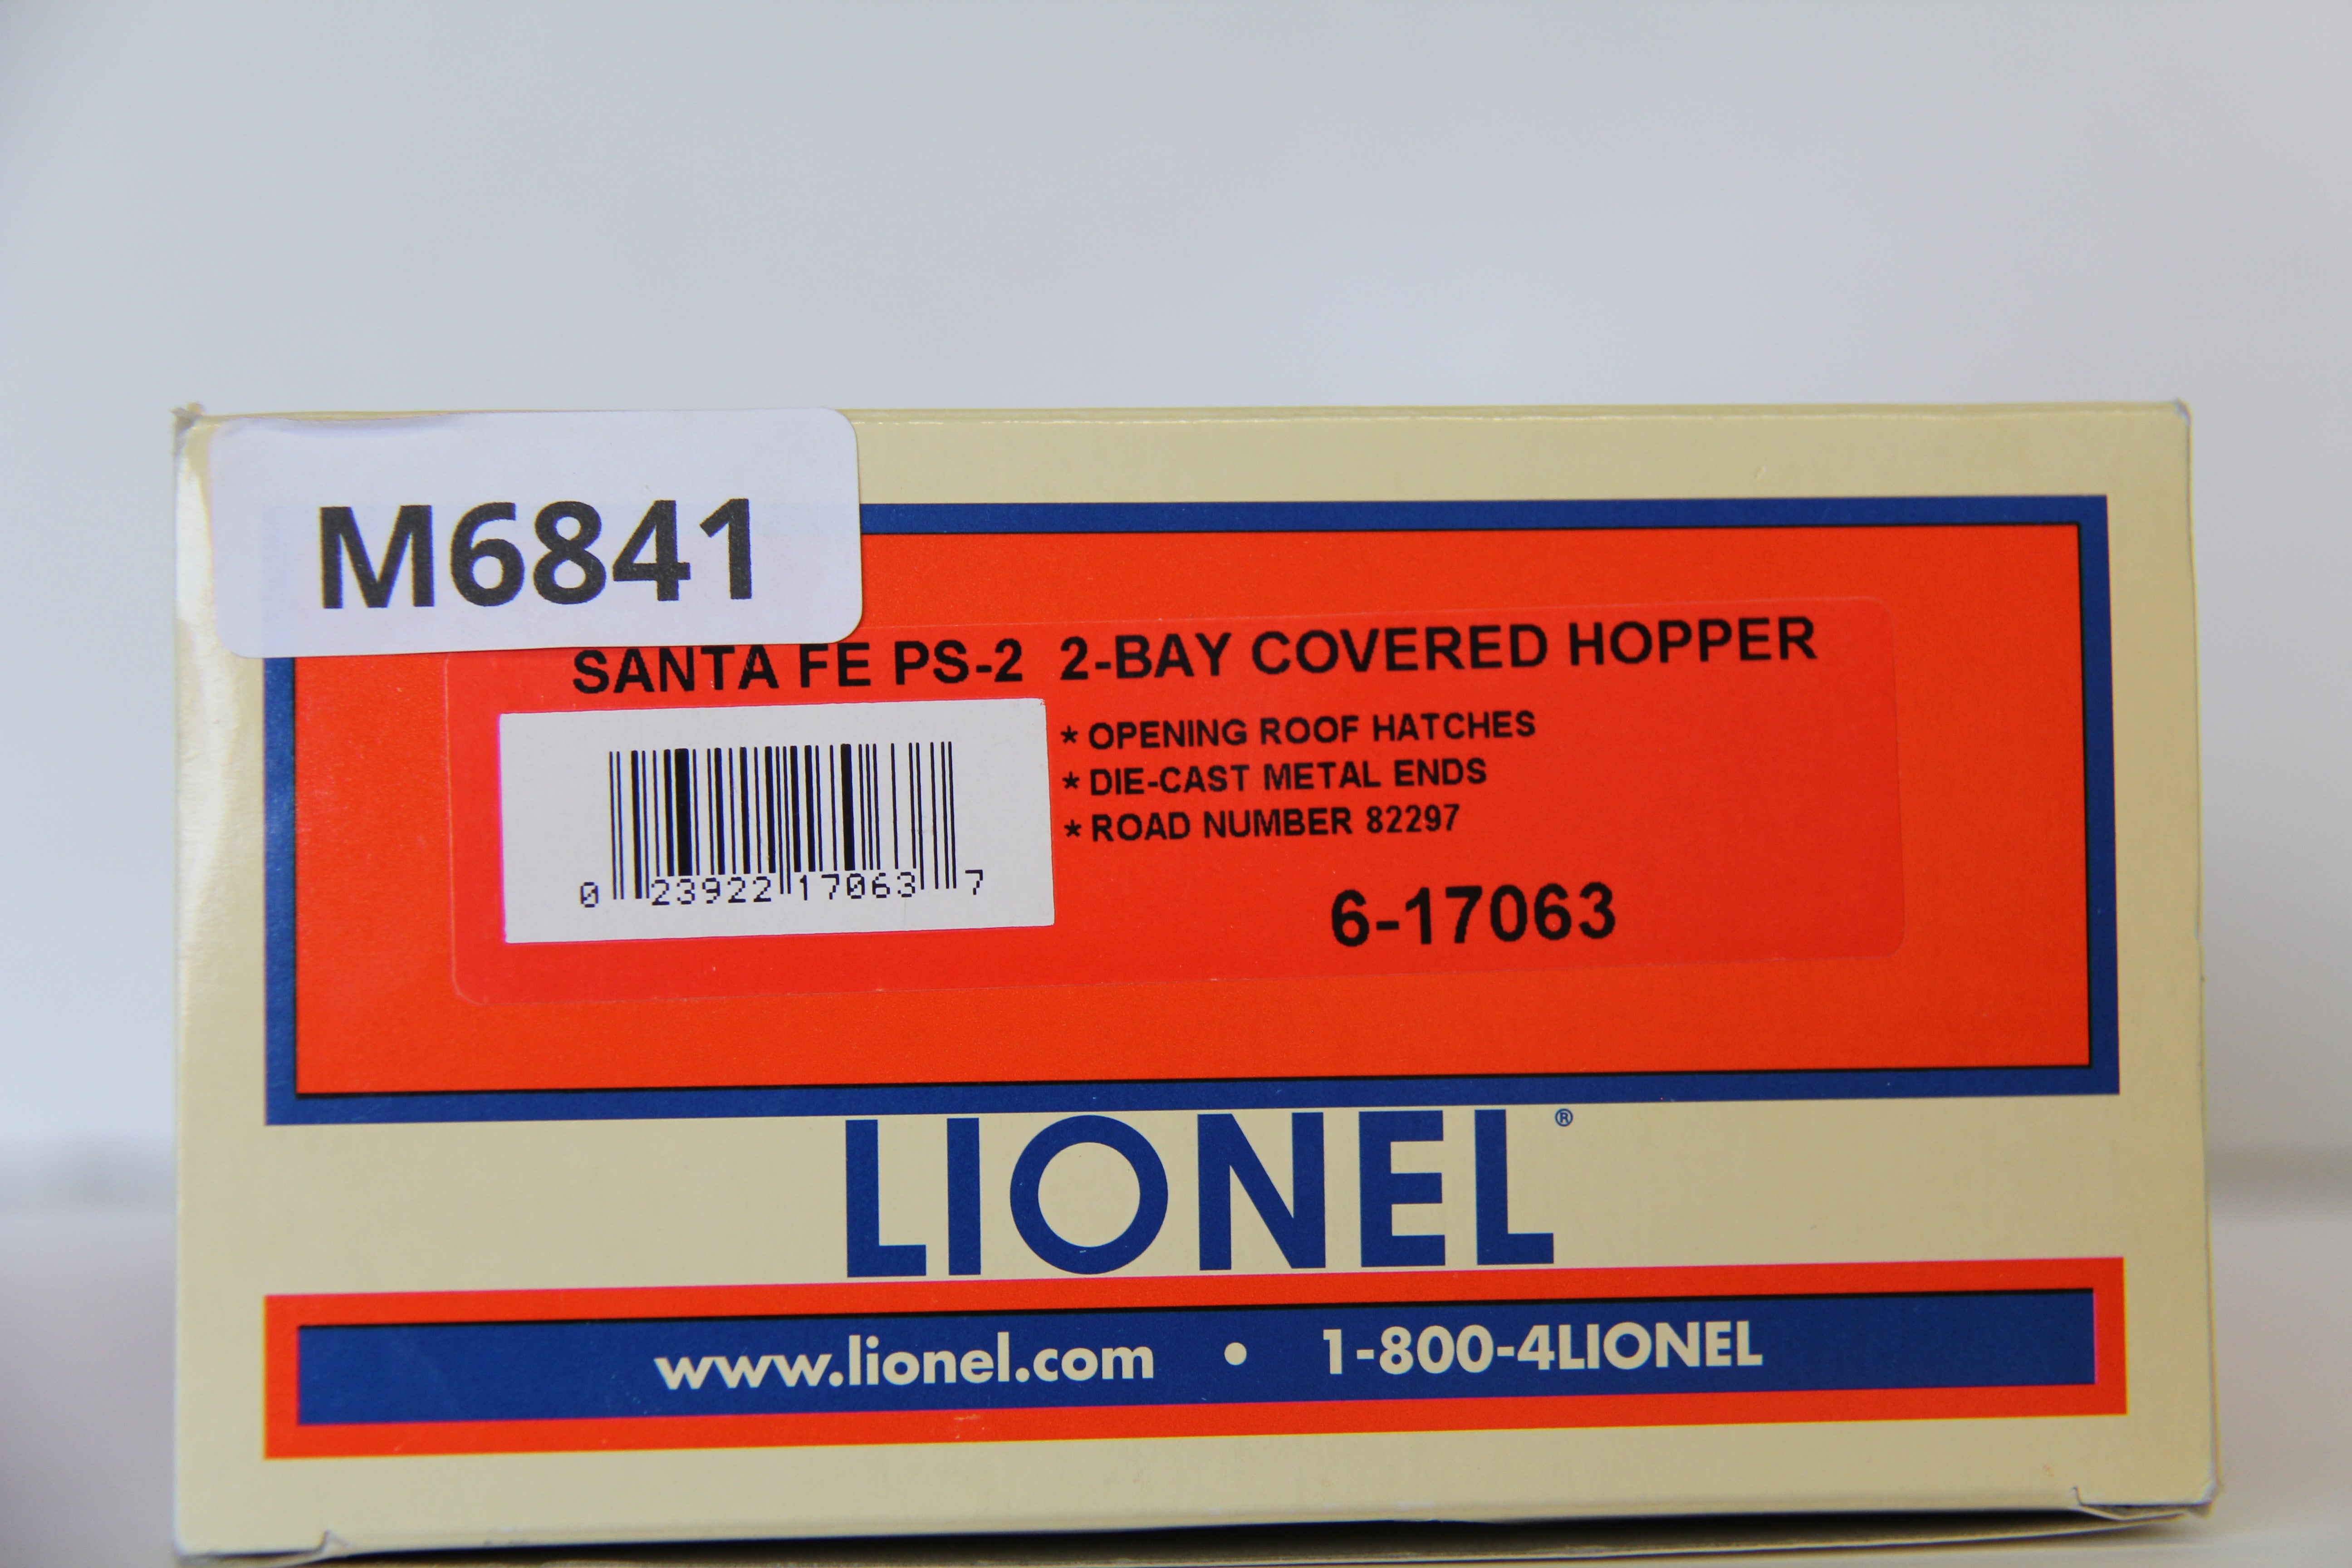 M6841
SANTA FE PS-2 2-BAY COVERED HOPPER
* OPENING ROOF HATCHES
* DIE-CAST METAL ENDS
* ROAD NUMBER 82297
0 23922 17063 7
6-17063
LIONEL®
www.lionel.com • 1-800-4LIONEL